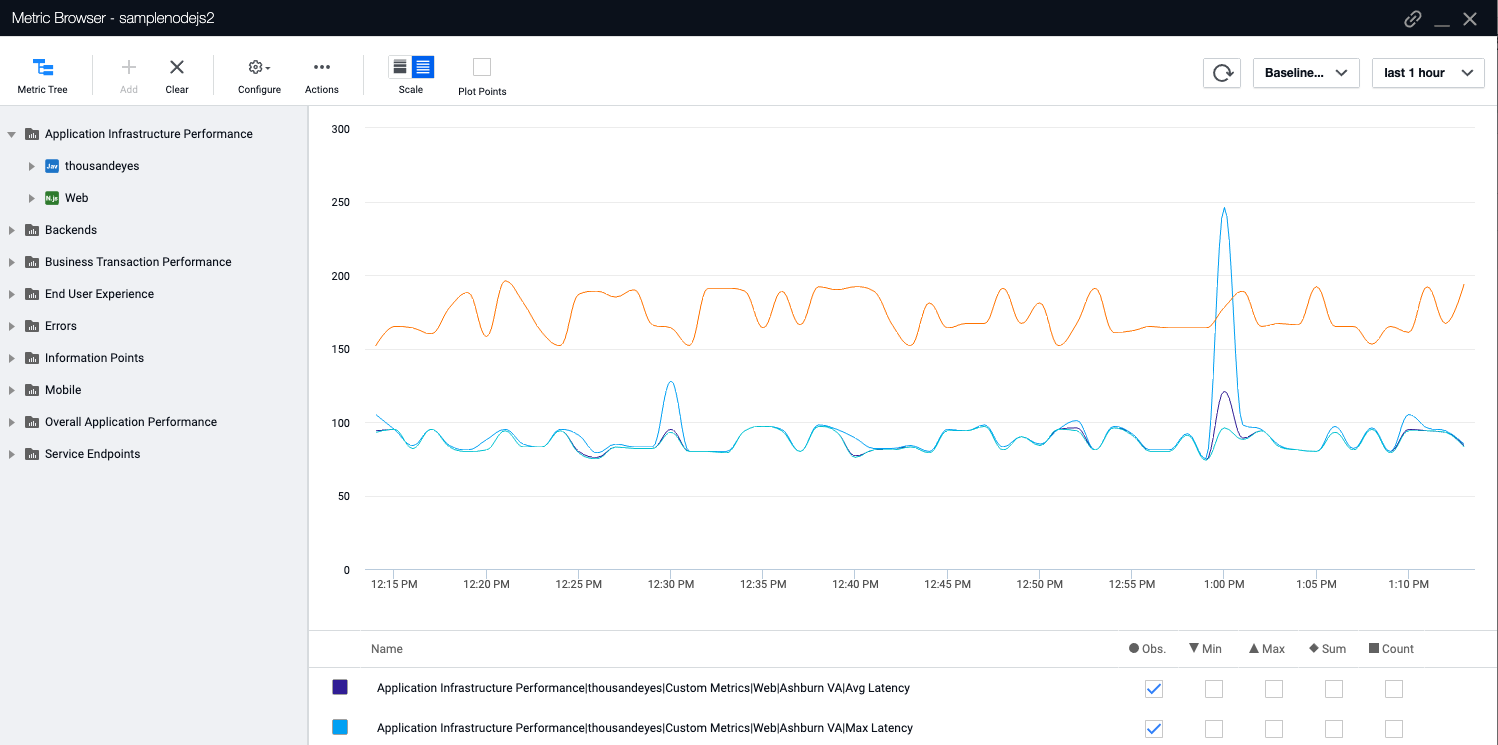 Metric Browser - samplenodejs2
Metric Tree Add Clear Configure Actions Scale Plot Points Baseline... last 1 hour
Application Infrastructure Performance
Jav thousandeyes
N.js Web
Backends
Business Transaction Performance
End User Experience
Errors
Information Points
Mobile
Overall Application Performance
Service Endpoints
300
250
200
150
100
50
0
12:15 PM 12:20 PM 12:25 PM 12:30 PM 12:35 PM 12:40 PM 12:45 PM 12:50 PM 12:55 PM 1:00 PM 1:05 PM 1:10 PM
Name Obs. Min Max Sum Count
Application Infrastructure Performance|thousandeyes|Custom Metrics|Web|Ashburn VA|Avg Latency
Application Infrastructure Performance|thousandeyes|Custom Metrics|Web|Ashburn VA|Max Latency